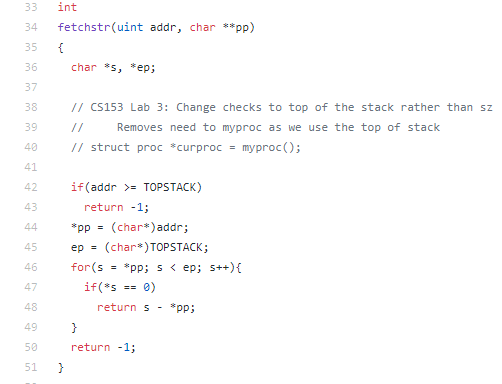 33 int
34 fetchstr(uint addr, char **pp)
35 {
36   char *s, *ep;
37
38   // CS153 Lab 3: Change checks to top of the stack rather than sz
39   //     Removes need to myproc as we use the top of stack
40   // struct proc *curproc = myproc();
41
42   if(addr >= TOPSTACK)
43     return -1;
44   *pp = (char*)addr;
45   ep = (char*)TOPSTACK;
46   for(s = *pp; s < ep; s++){
47     if(*s == 0)
48       return s - *pp;
49   }
50   return -1;
51 }